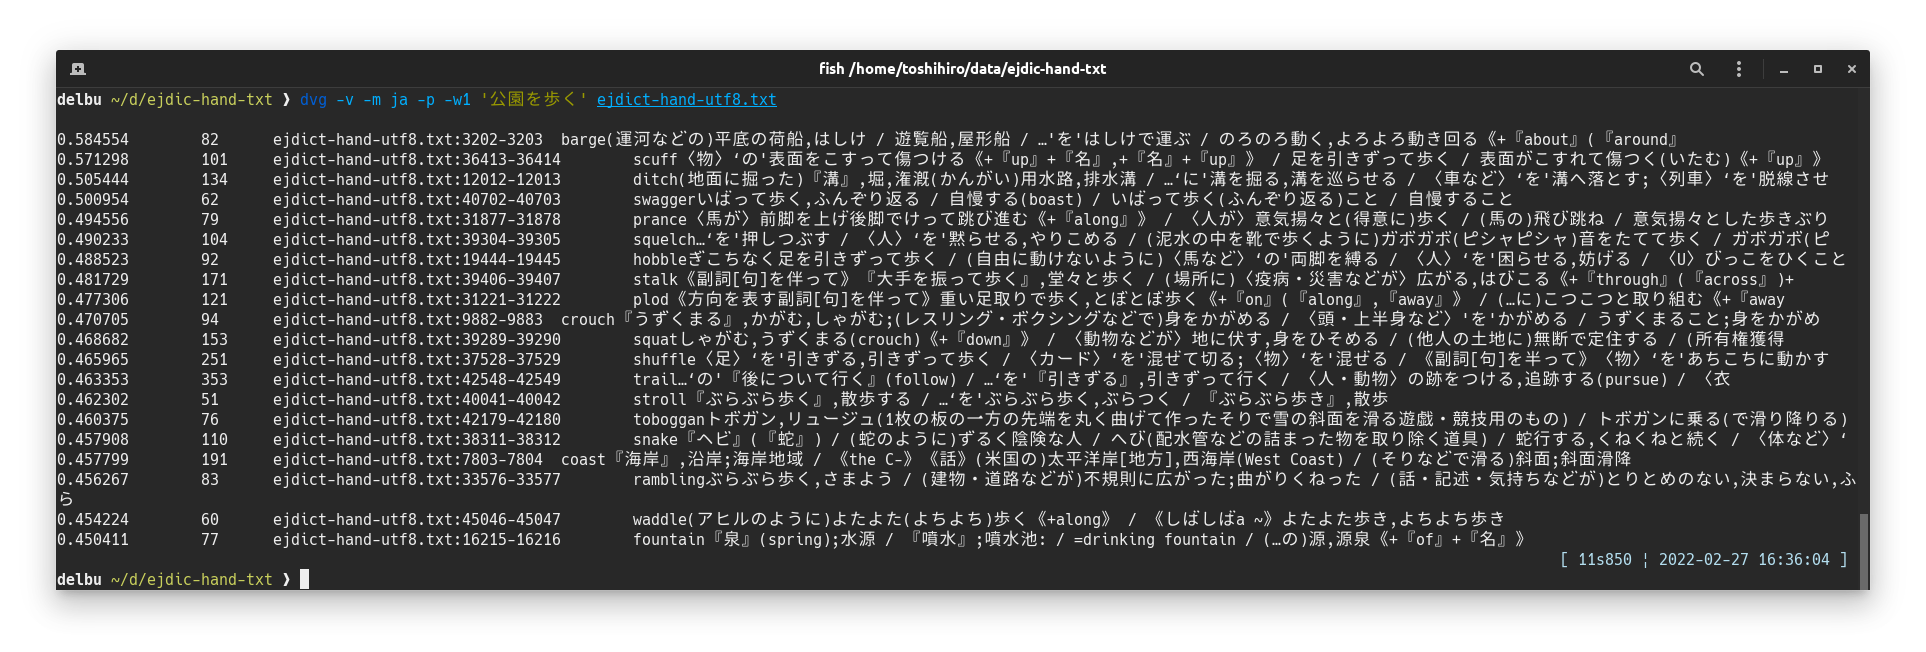 fish /home/toshihiro/data/ejdic-hand-txt
delbu ~/d/ejdic-hand-txt ❯ dvg -v -m ja -p -w1 '公園を歩く' ejdict-hand-utf8.txt
0.584554 82 ejdict-hand-utf8.txt:3202-3203 barge(運河などの)平底の荷船,はしけ / 遊覧船,屋形船 / …'を'はしけで運ぶ / のろのろ動く,よろよろ動き回る《+『about』(『around』
0.571298 101 ejdict-hand-utf8.txt:36413-36414 scuff〈物〉‘の'表面をこすって傷つける《+『up』+『名』,+『名』+『up』》 / 足を引きずって歩く / 表面がこすれて傷つく(いたむ)《+『up』》
0.505444 134 ejdict-hand-utf8.txt:12012-12013 ditch(地面に掘った)『溝』,堀,潅漑(かんがい)用水路,排水溝 / …‘に'溝を掘る,溝を巡らせる / 〈車など〉‘を'溝へ落とす;〈列車〉‘を'脱線させ
0.500954 62 ejdict-hand-utf8.txt:40702-40703 swaggerいばって歩く,ふんぞり返る / 自慢する(boast) / いばって歩く(ふんぞり返る)こと / 自慢すること
0.494556 79 ejdict-hand-utf8.txt:31877-31878 prance〈馬が〉前脚を上げ後脚でけって跳び進む《+『along』》 / 〈人が〉意気揚々と(得意に)歩く / (馬の)飛び跳ね / 意気揚々とした歩きぶり
0.490233 104 ejdict-hand-utf8.txt:39304-39305 squelch…‘を'押しつぶす / 〈人〉‘を'黙らせる,やりこめる / (泥水の中を靴で歩くように)ガボガボ(ピシャピシャ)音をたてて歩く / ガボガボ(ピ
0.488523 92 ejdict-hand-utf8.txt:19444-19445 hobbleぎこちなく足を引きずって歩く / (自由に動けないように)〈馬など〉‘の'両脚を縛る / 〈人〉‘を'困らせる,妨げる / 〈U〉びっこをひくこと
0.481729 171 ejdict-hand-utf8.txt:39406-39407 stalk《副詞[句]を伴って》『大手を振って歩く』,堂々と歩く / (場所に)〈疫病・災害などが〉広がる,はびこる《+『through』(『across』)+
0.477306 121 ejdict-hand-utf8.txt:31221-31222 plod《方向を表す副詞[句]を伴って》重い足取りで歩く,とぼとぼ歩く《+『on』(『along』,『away』》 / (…に)こつこつと取り組む《+『away
0.470705 94 ejdict-hand-utf8.txt:9882-9883 crouch『うずくまる』,かがむ,しゃがむ;(レスリング・ボクシングなどで)身をかがめる / 〈頭・上半身など〉'を'かがめる / うずくまること;身をかがめ
0.468682 153 ejdict-hand-utf8.txt:39289-39290 squatしゃがむ,うずくまる(crouch)《+『down』》 / 〈動物などが〉地に伏す,身をひそめる / (他人の土地に)無断で定住する / (所有権獲得
0.465965 251 ejdict-hand-utf8.txt:37528-37529 shuffle〈足〉‘を'引きずる,引きずって歩く / 〈カード〉‘を'混ぜて切る;〈物〉‘を'混ぜる / 《副詞[句]を半って》〈物〉‘を'あちこちに動かす
0.463353 353 ejdict-hand-utf8.txt:42548-42549 trail…‘の'『後について行く』(follow) / …‘を'『引きずる』,引きずって行く / 〈人・動物〉の跡をつける,追跡する(pursue) / 〈衣
0.462302 51 ejdict-hand-utf8.txt:40041-40042 stroll『ぶらぶら歩く』,散歩する / …‘を'ぶらぶら歩く,ぶらつく / 『ぶらぶら歩き』,散歩
0.460375 76 ejdict-hand-utf8.txt:42179-42180 tobogganトボガン,リュージュ(1枚の板の一方の先端を丸く曲げて作ったそりで雪の斜面を滑る遊戯・競技用のもの) / トボガンに乗る(で滑り降りる)
0.457908 110 ejdict-hand-utf8.txt:38311-38312 snake『ヘビ』(『蛇』) / (蛇のように)ずるく陰険な人 / へび(配水管などの詰まった物を取り除く道具) / 蛇行する,くねくねと続く / 〈体など〉‘
0.457799 191 ejdict-hand-utf8.txt:7803-7804 coast『海岸』,沿岸;海岸地域 / 《the C-》《話》(米国の)太平洋岸[地方],西海岸(West Coast) / (そりなどで滑る)斜面;斜面滑降
0.456267 83 ejdict-hand-utf8.txt:33576-33577 ramblingぶらぶら歩く,さまよう / (建物・道路などが)不規則に広がった;曲がりくねった / (話・記述・気持ちなどが)とりとめのない,決まらない,ふ
ら
0.454224 60 ejdict-hand-utf8.txt:45046-45047 waddle(アヒルのように)よたよた(よちよち)歩く《+along》 / 《しばしばa ~》よたよた歩き,よちよち歩き
0.450411 77 ejdict-hand-utf8.txt:16215-16216 fountain『泉』(spring);水源 / 『噴水』;噴水池: / =drinking fountain / (…の)源,源泉《+『of』+『名』》
[ 11s850 ¦ 2022-02-27 16:36:04 ]
delbu ~/d/ejdic-hand-txt ❯